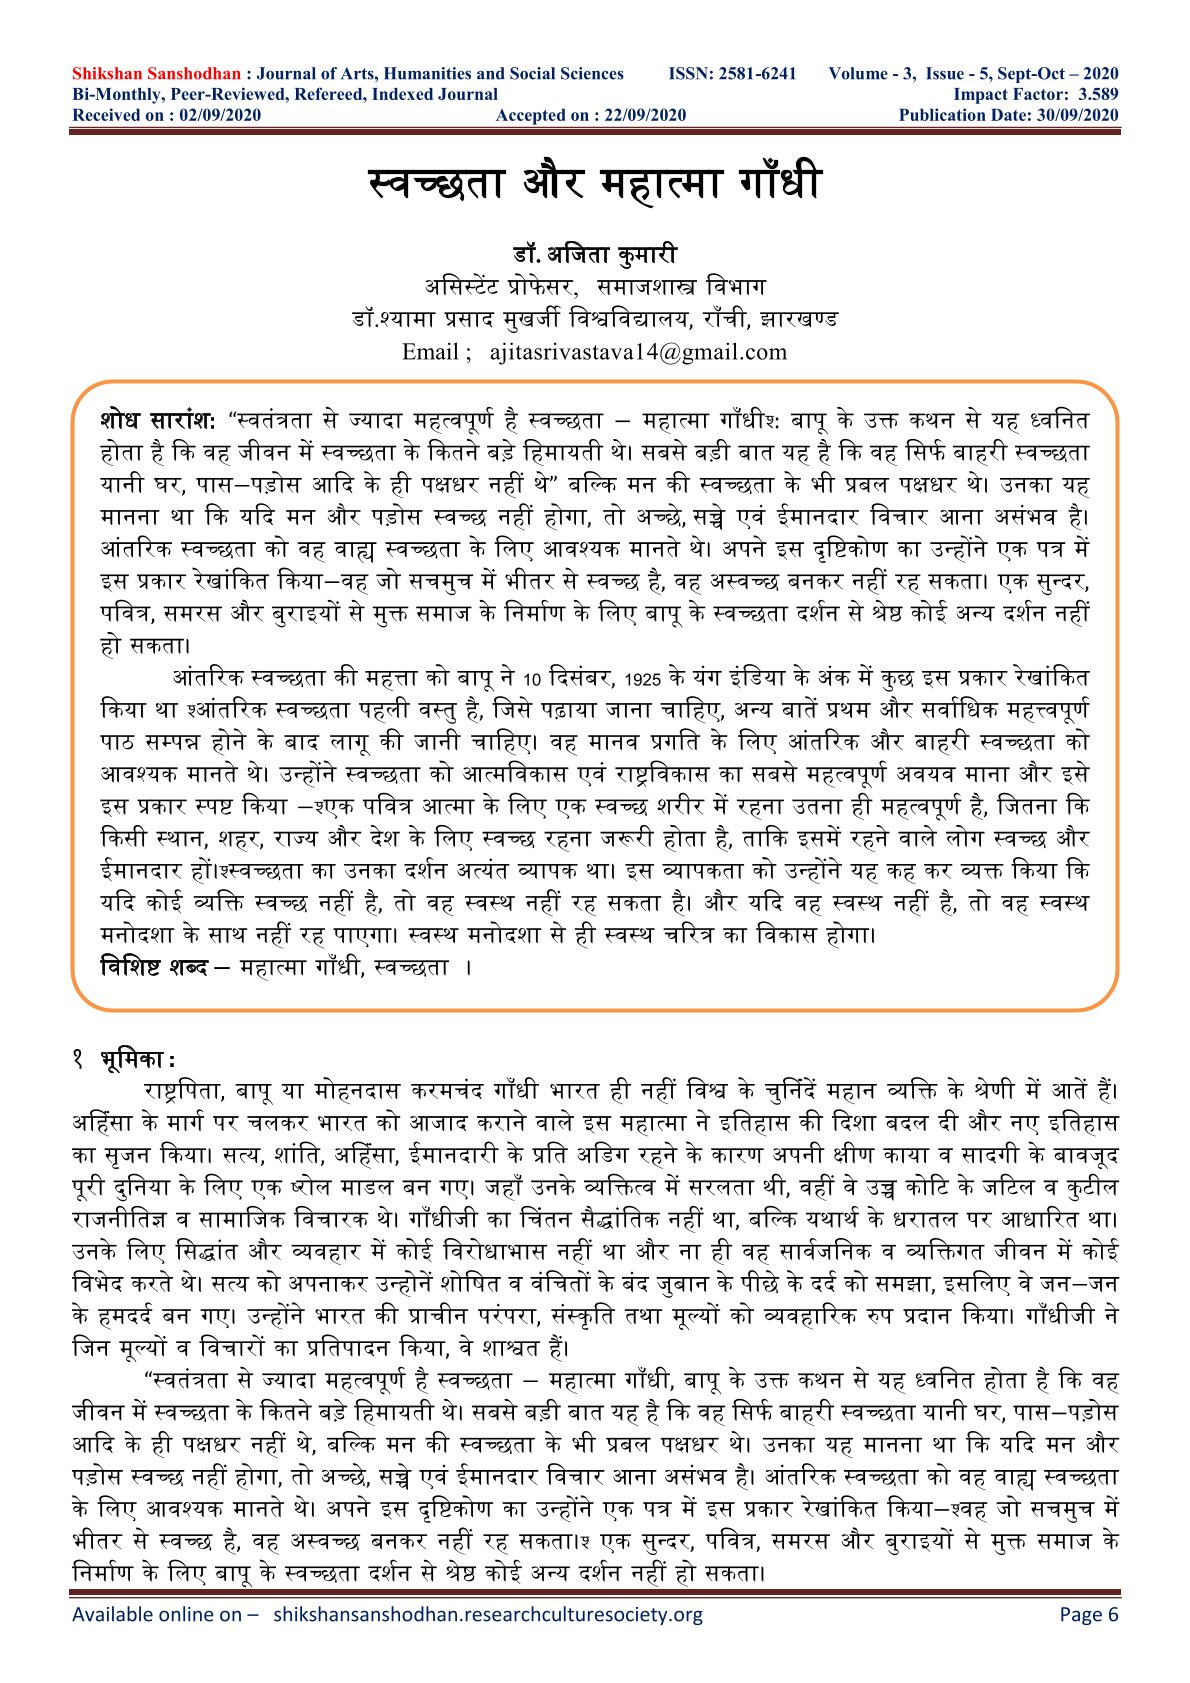 Shikshan Sanshodhan : Journal of Arts, Humanities and Social Sciences ISSN: 2581-6241 Volume - 3, Issue - 5, Sept-Oct – 2020
Bi-Monthly, Peer-Reviewed, Refereed, Indexed Journal Impact Factor: 3.589
Received on : 02/09/2020 Accepted on : 22/09/2020 Publication Date: 30/09/2020
स्वच्छता और महात्मा गाँधी
डॉ. अजिता कुमारी
असिस्टेंट प्रोफेसर, समाजशास्त्र विभाग
डॉ.श्यामा प्रसाद मुखर्जी विश्वविद्यालय, राँची, झारखण्ड
Email ; ajitasrivastava14@gmail.com
शोध सारांश: “स्वतंत्रता से ज्यादा महत्वपूर्ण है स्वच्छता – महात्मा गाँधीश्: बापू के उक्त कथन से यह ध्वनित
होता है कि वह जीवन में स्वच्छता के कितने बड़े हिमायती थे। सबसे बड़ी बात यह है कि वह सिर्फ बाहरी स्वच्छता
यानी घर, पास–पड़ोस आदि के ही पक्षधर नहीं थे” बल्कि मन की स्वच्छता के भी प्रबल पक्षधर थे। उनका यह
मानना था कि यदि मन और पड़ोस स्वच्छ नहीं होगा, तो अच्छे, सच्चे एवं ईमानदार विचार आना असंभव है।
आंतरिक स्वच्छता को वह वाह्य स्वच्छता के लिए आवश्यक मानते थे। अपने इस दृष्टिकोण का उन्होंने एक पत्र में
इस प्रकार रेखांकित किया–वह जो सचमुच में भीतर से स्वच्छ है, वह अस्वच्छ बनकर नहीं रह सकता। एक सुन्दर,
पवित्र, समरस और बुराइयों से मुक्त समाज के निर्माण के लिए बापू के स्वच्छता दर्शन से श्रेष्ठ कोई अन्य दर्शन नहीं
हो सकता।
आंतरिक स्वच्छता की महत्ता को बापू ने 10 दिसंबर, 1925 के यंग इंडिया के अंक में कुछ इस प्रकार रेखांकित
किया था श्आंतरिक स्वच्छता पहली वस्तु है, जिसे पढ़ाया जाना चाहिए, अन्य बातें प्रथम और सर्वाधिक महत्त्वपूर्ण
पाठ सम्पन्न होने के बाद लागू की जानी चाहिए। वह मानव प्रगति के लिए आंतरिक और बाहरी स्वच्छता को
आवश्यक मानते थे। उन्होंने स्वच्छता को आत्मविकास एवं राष्ट्रविकास का सबसे महत्वपूर्ण अवयव माना और इसे
इस प्रकार स्पष्ट किया –श्एक पवित्र आत्मा के लिए एक स्वच्छ शरीर में रहना उतना ही महत्वपूर्ण है, जितना कि
किसी स्थान, शहर, राज्य और देश के लिए स्वच्छ रहना जरूरी होता है, ताकि इसमें रहने वाले लोग स्वच्छ और
ईमानदार हों।श्स्वच्छता का उनका दर्शन अत्यंत व्यापक था। इस व्यापकता को उन्होंने यह कह कर व्यक्त किया कि
यदि कोई व्यक्ति स्वच्छ नहीं है, तो वह स्वस्थ नहीं रह सकता है। और यदि वह स्वस्थ नहीं है, तो वह स्वस्थ
मनोदशा के साथ नहीं रह पाएगा। स्वस्थ मनोदशा से ही स्वस्थ चरित्र का विकास होगा।
विशिष्ट शब्द – महात्मा गाँधी, स्वच्छता ।
१ भूमिका :
राष्ट्रपिता, बापू या मोहनदास करमचंद गाँधी भारत ही नहीं विश्व के चुनिंदें महान व्यक्ति के श्रेणी में आतें हैं।
अहिंसा के मार्ग पर चलकर भारत को आजाद कराने वाले इस महात्मा ने इतिहास की दिशा बदल दी और नए इतिहास
का सृजन किया। सत्य, शांति, अहिंसा, ईमानदारी के प्रति अडिग रहने के कारण अपनी क्षीण काया व सादगी के बावजूद
पूरी दुनिया के लिए एक ष्रोल माडल बन गए। जहाँ उनके व्यक्तित्व में सरलता थी, वहीं वे उच्च कोटि के जटिल व कुटील
राजनीतिज्ञ व सामाजिक विचारक थे। गाँधीजी का चिंतन सैद्धांतिक नहीं था, बल्कि यथार्थ के धरातल पर आधारित था।
उनके लिए सिद्धांत और व्यवहार में कोई विरोधाभास नहीं था और ना ही वह सार्वजनिक व व्यक्तिगत जीवन में कोई
विभेद करते थे। सत्य को अपनाकर उन्होनें शोषित व वंचितों के बंद जुबान के पीछे के दर्द को समझा, इसलिए वे जन–जन
के हमदर्द बन गए। उन्होंने भारत की प्राचीन परंपरा, संस्कृति तथा मूल्यों को व्यवहारिक रुप प्रदान किया। गाँधीजी ने
जिन मूल्यों व विचारों का प्रतिपादन किया, वे शाश्वत हैं।
“स्वतंत्रता से ज्यादा महत्वपूर्ण है स्वच्छता – महात्मा गाँधी, बापू के उक्त कथन से यह ध्वनित होता है कि वह
जीवन में स्वच्छता के कितने बड़े हिमायती थे। सबसे बड़ी बात यह है कि वह सिर्फ बाहरी स्वच्छता यानी घर, पास–पड़ोस
आदि के ही पक्षधर नहीं थे, बल्कि मन की स्वच्छता के भी प्रबल पक्षधर थे। उनका यह मानना था कि यदि मन और
पड़ोस स्वच्छ नहीं होगा, तो अच्छे, सच्चे एवं ईमानदार विचार आना असंभव है। आंतरिक स्वच्छता को वह वाह्य स्वच्छता
के लिए आवश्यक मानते थे। अपने इस दृष्टिकोण का उन्होंने एक पत्र में इस प्रकार रेखांकित किया–श्वह जो सचमुच में
भीतर से स्वच्छ है, वह अस्वच्छ बनकर नहीं रह सकता।श् एक सुन्दर, पवित्र, समरस और बुराइयों से मुक्त समाज के
निर्माण के लिए बापू के स्वच्छता दर्शन से श्रेष्ठ कोई अन्य दर्शन नहीं हो सकता।
Available online on – shikshansanshodhan.researchculturesociety.org Page 6